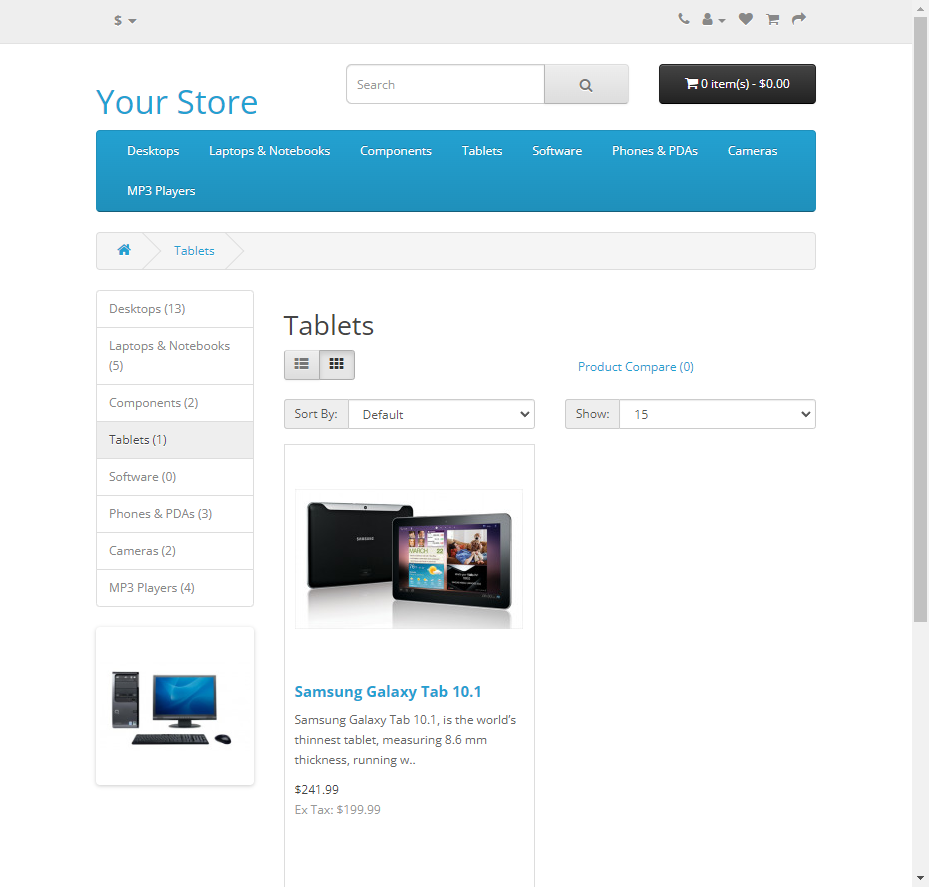 $
Search
0 item(s) - $0.00
Your Store
Desktops
Laptops & Notebooks
Components
Tablets
Software
Phones & PDAs
Cameras
MP3 Players
Tablets
Desktops (13)
Laptops & Notebooks
(5)
Components (2)
Tablets (1)
Software (0)
Phones & PDAs (3)
Cameras (2)
MP3 Players (4)
Tablets
Product Compare (0)
Sort By:
Default
Show:
15
SAMSUNG
MARCH 22
Samsung Galaxy Tab 10.1
Samsung Galaxy Tab 10.1, is the world’s
thinnest tablet, measuring 8.6 mm
thickness, running w..
$241.99
Ex Tax: $199.99